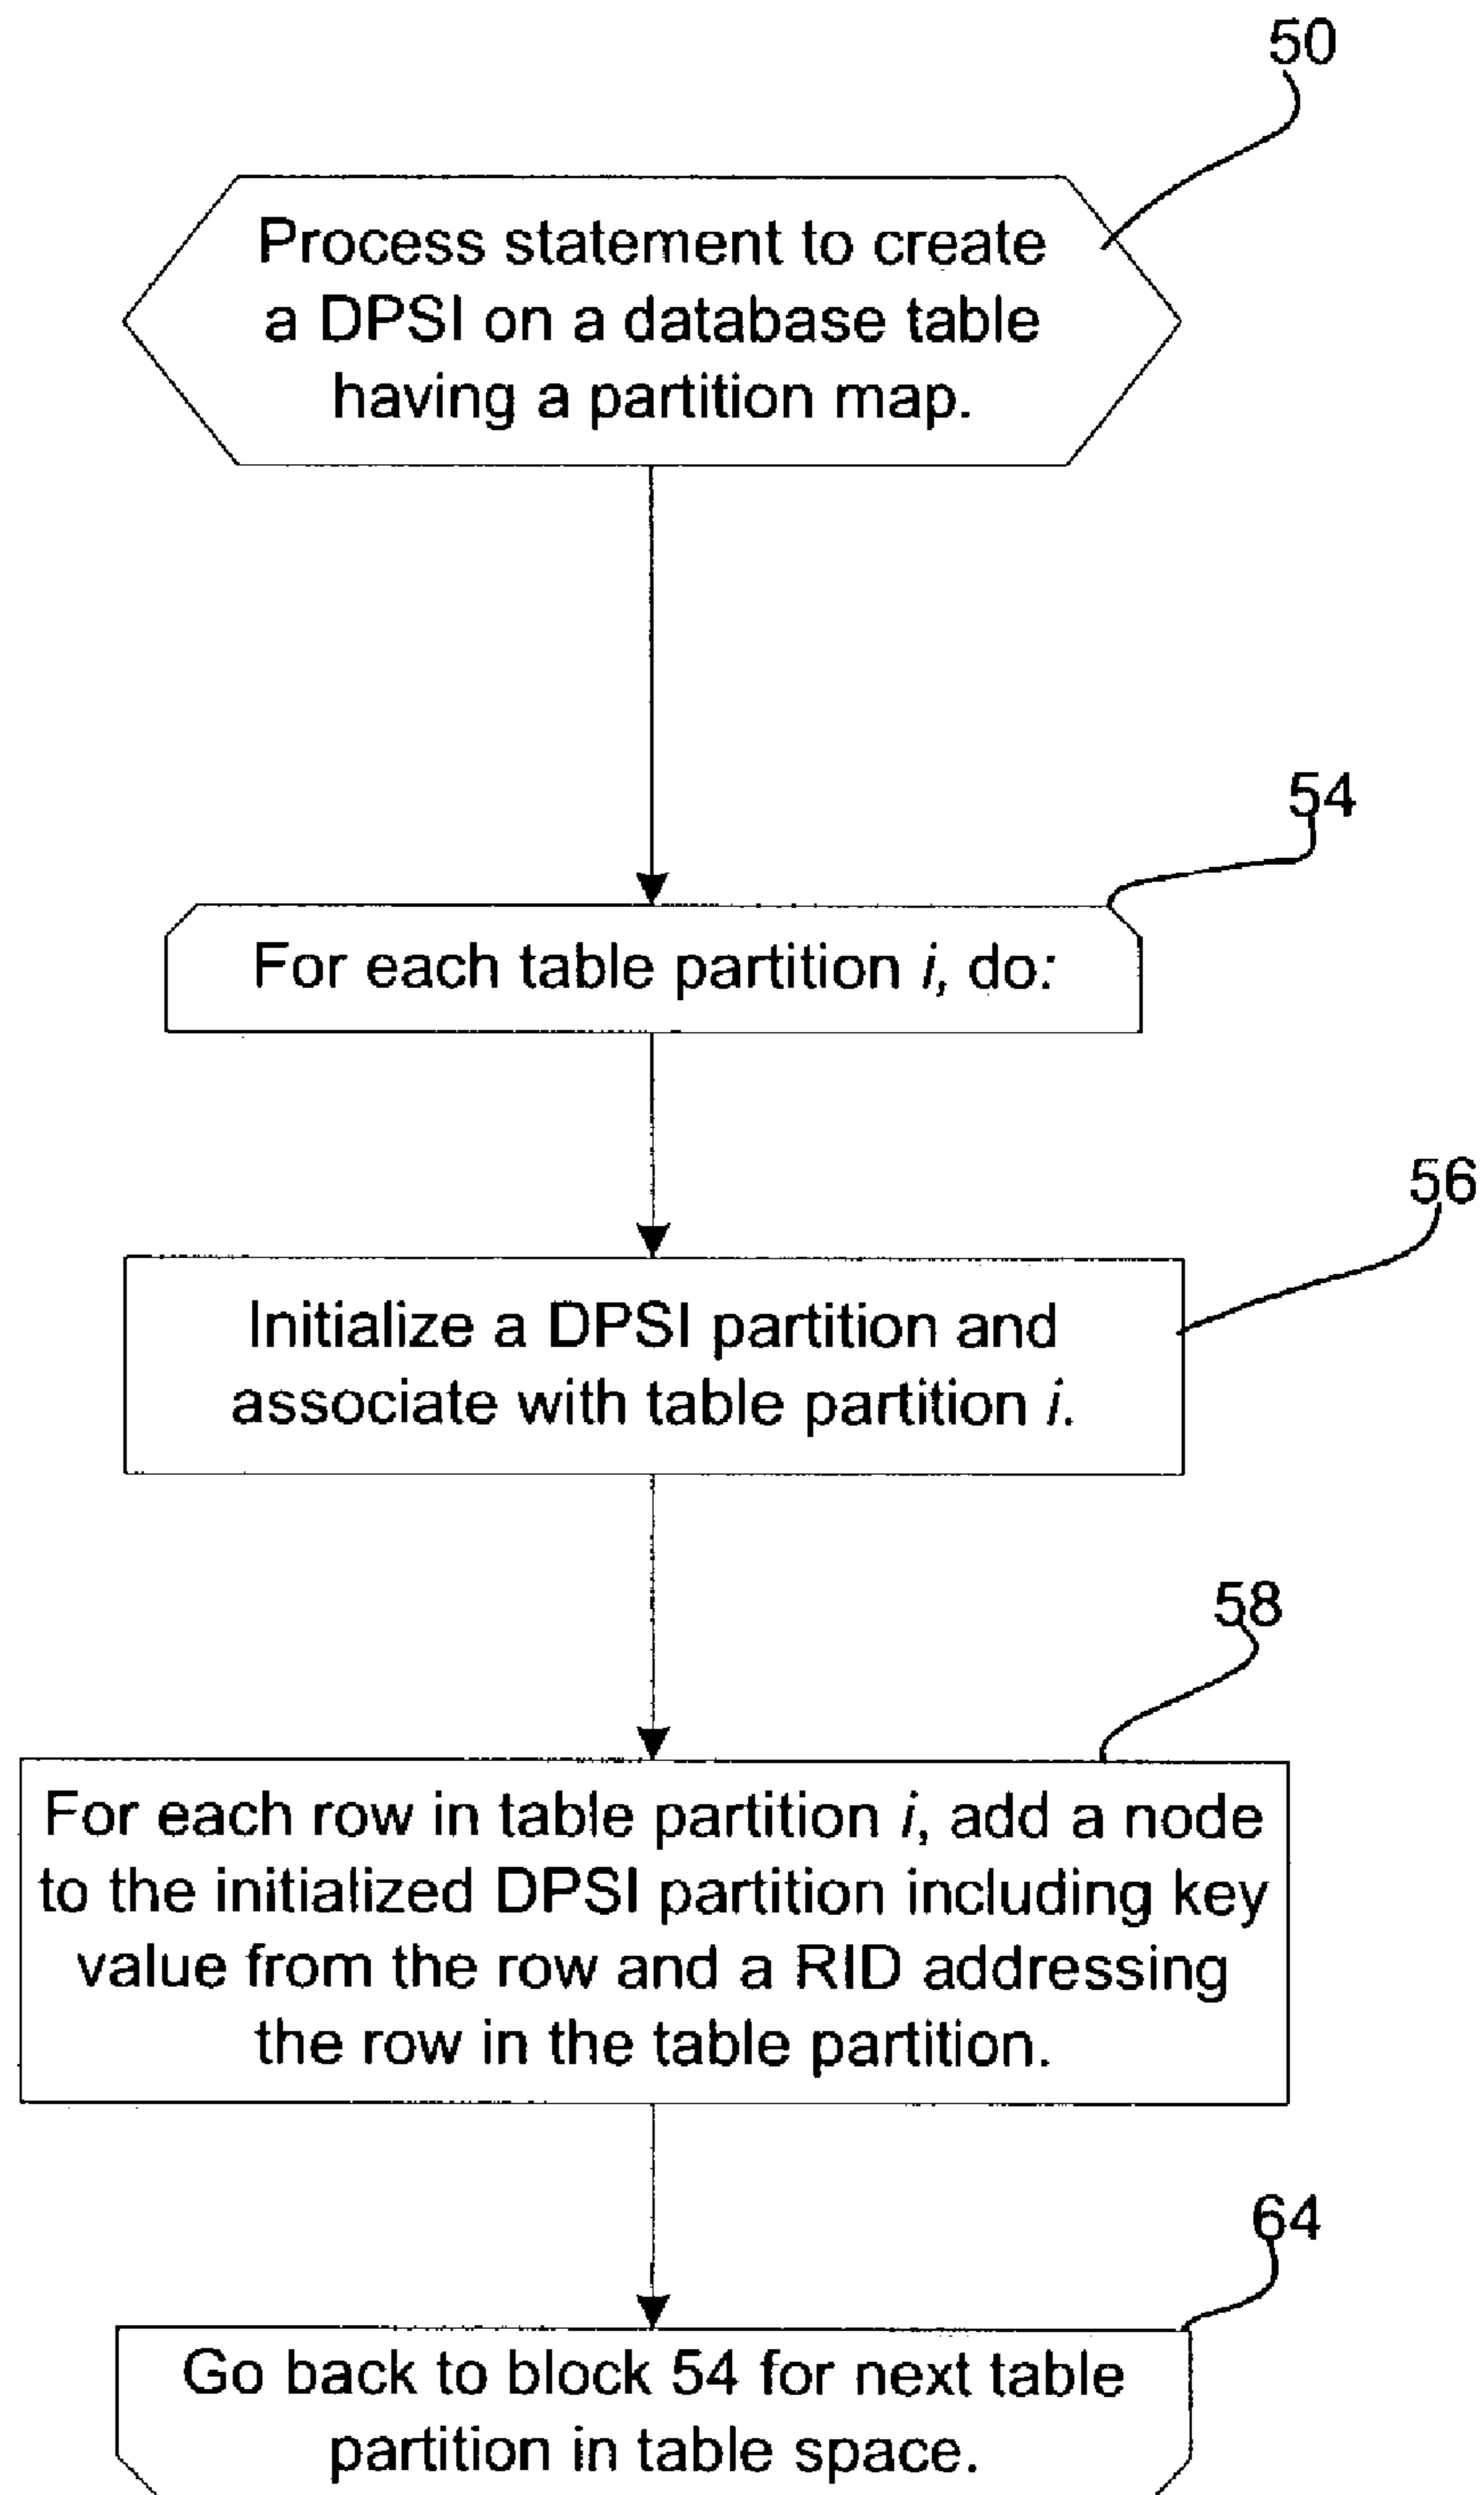 50
Process statement to create
a DPSI on a database table
having a partition map.
54
For each table partition i, do:
56
Initialize a DPSI partition and
associate with table partition i.
58
For each row in table partition i, add a node
to the initialized DPSI partition including key
value from the row and a RID addressing
the row in the table partition.
64
Go back to block 54 for next table
partition in table space.